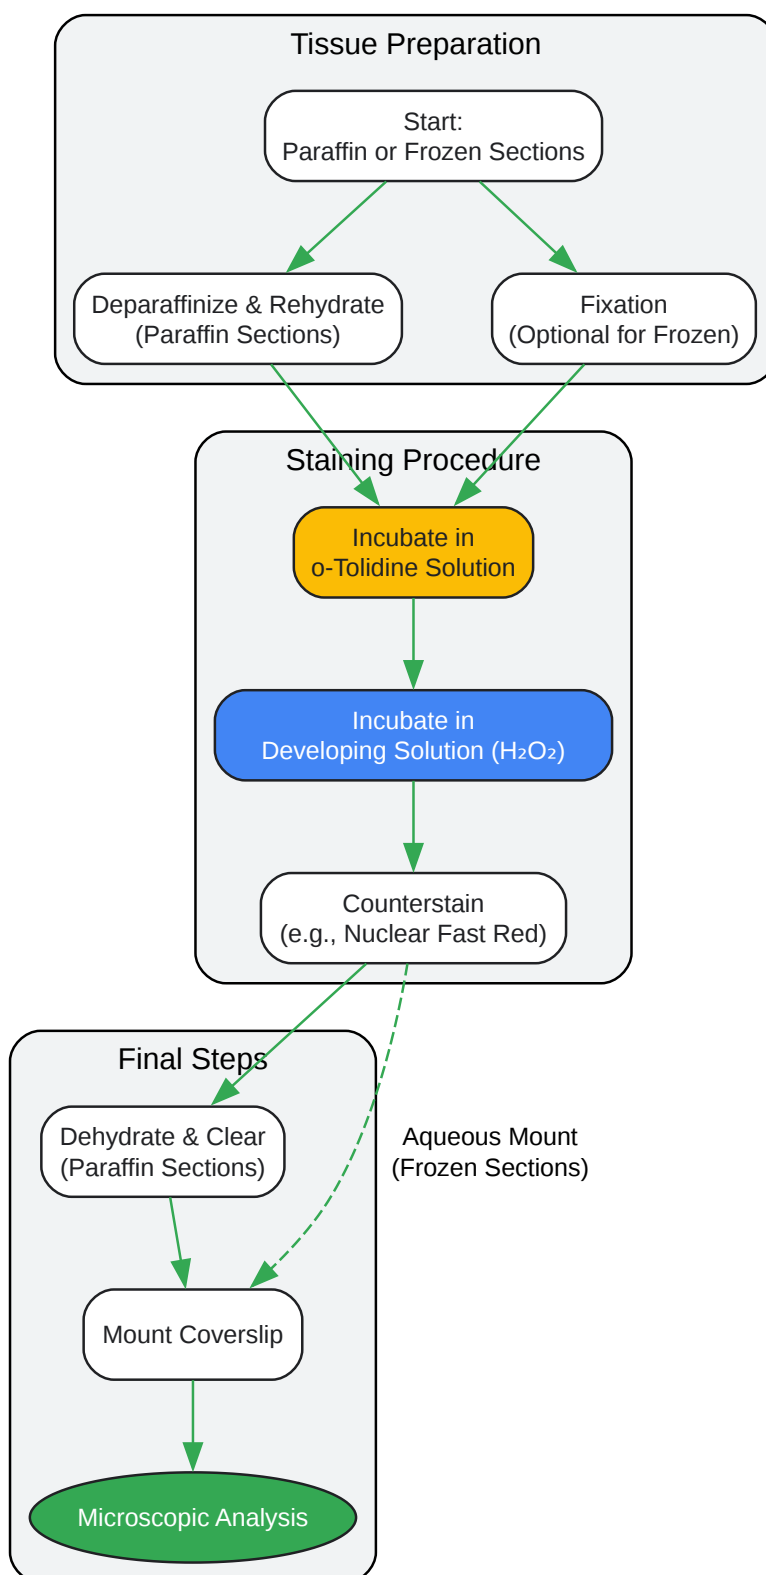 Tissue Preparation
Start:
Paraffin or Frozen Sections
Deparaffinize & Rehydrate
(Paraffin Sections)
Fixation
(Optional for Frozen)
Staining Procedure
Incubate in
o-Tolidine Solution
Incubate in
Developing Solution (H₂O₂)
Counterstain
(e.g., Nuclear Fast Red)
Final Steps
Dehydrate & Clear
(Paraffin Sections)
Aqueous Mount
(Frozen Sections)
Mount Coverslip
Microscopic Analysis